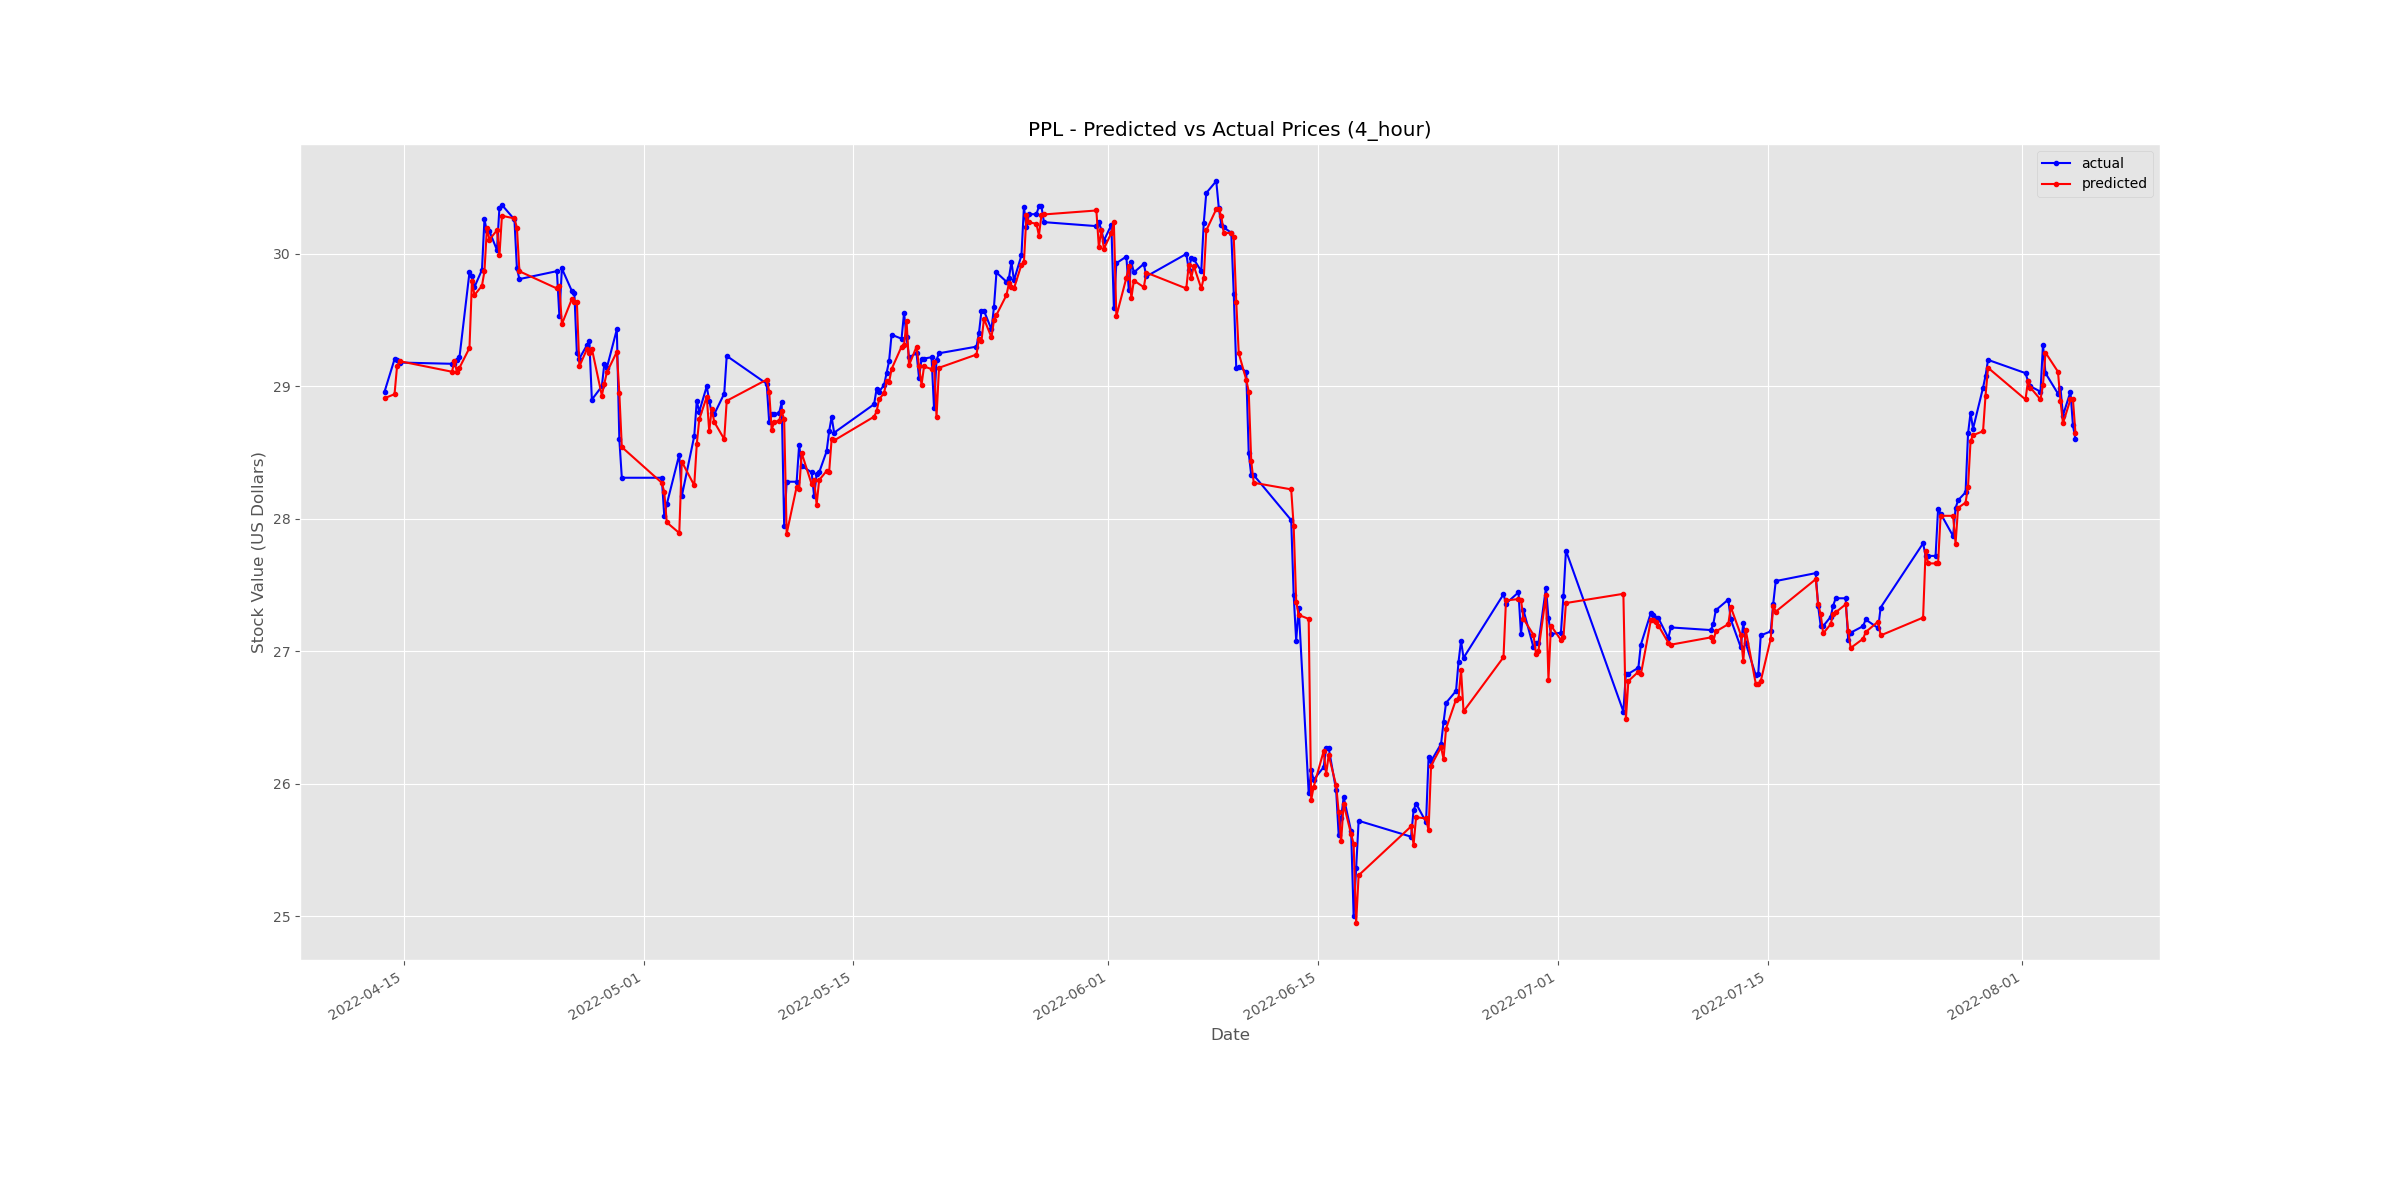 PPL - Predicted vs Actual Prices (4_hour)
actual
predicted
Stock Value (US Dollars)
30
29
28
27
26
25
2022-04-15
2022-05-01
2022-05-15
2022-06-01
2022-06-15
2022-07-01
2022-07-15
2022-08-01
Date